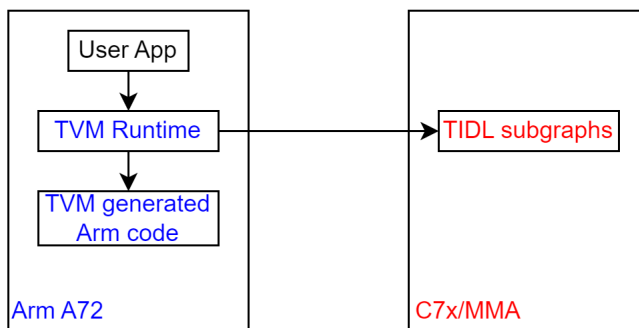 User App
TVM Runtime
TIDL subgraphs
TVM generated
Arm code
Arm A72
C7x/MMA